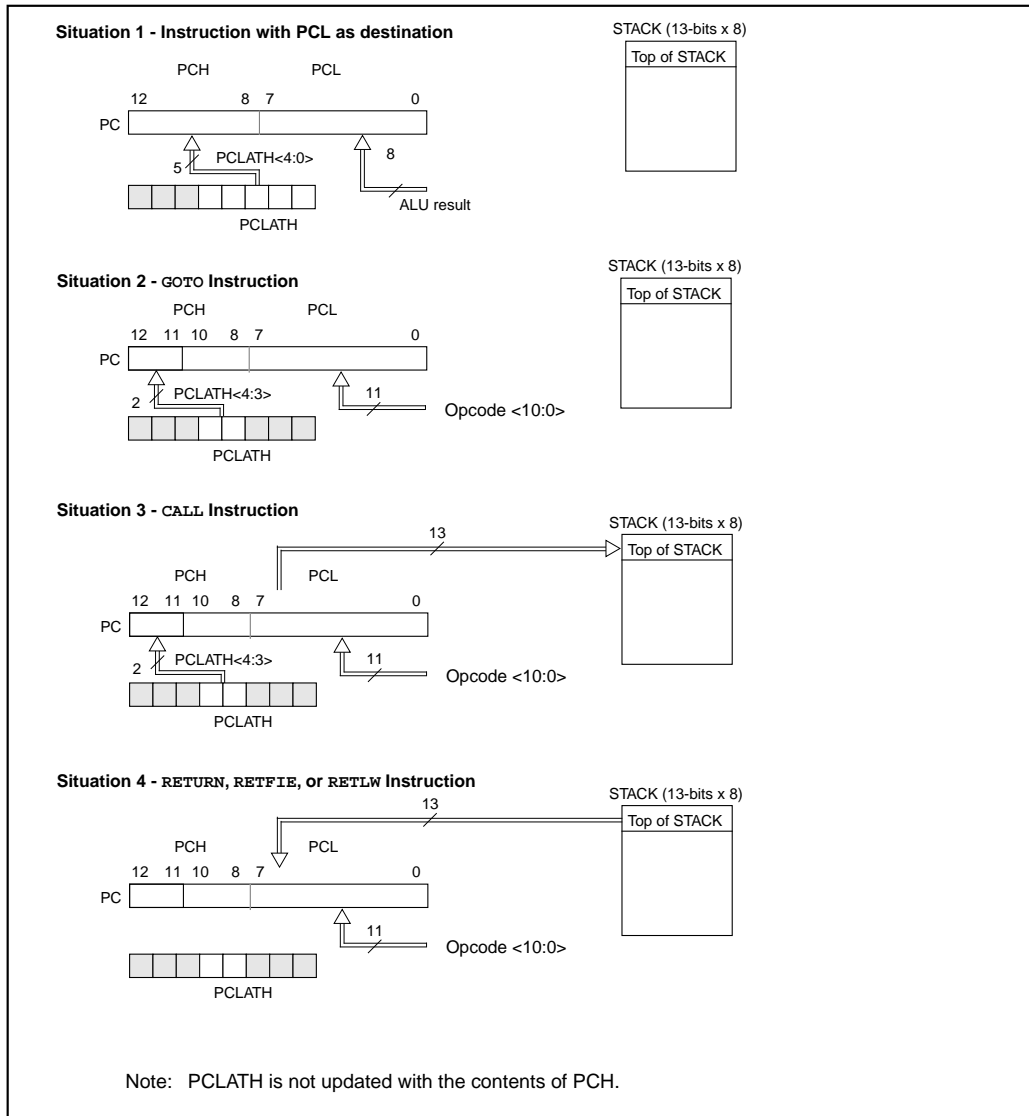 Situation 1 - Instruction with PCL as destination
STACK (13-bits x 8)
Top of STACK
PCH PCL
12 8 7 0
PC
5 PCLATH<4:0> 8
ALU result
PCLATH
Situation 2 - GOTO Instruction
STACK (13-bits x 8)
Top of STACK
PCH PCL
12 11 10 8 7 0
PC
2 PCLATH<4:3> 11
Opcode <10:0>
PCLATH
Situation 3 - CALL Instruction
STACK (13-bits x 8)
13
Top of STACK
PCH PCL
12 11 10 8 7 0
PC
2 PCLATH<4:3> 11
Opcode <10:0>
PCLATH
Situation 4 - RETURN, RETFIE, or RETLW Instruction
STACK (13-bits x 8)
13
Top of STACK
PCH PCL
12 11 10 8 7 0
PC
11
Opcode <10:0>
PCLATH
Note: PCLATH is not updated with the contents of PCH.